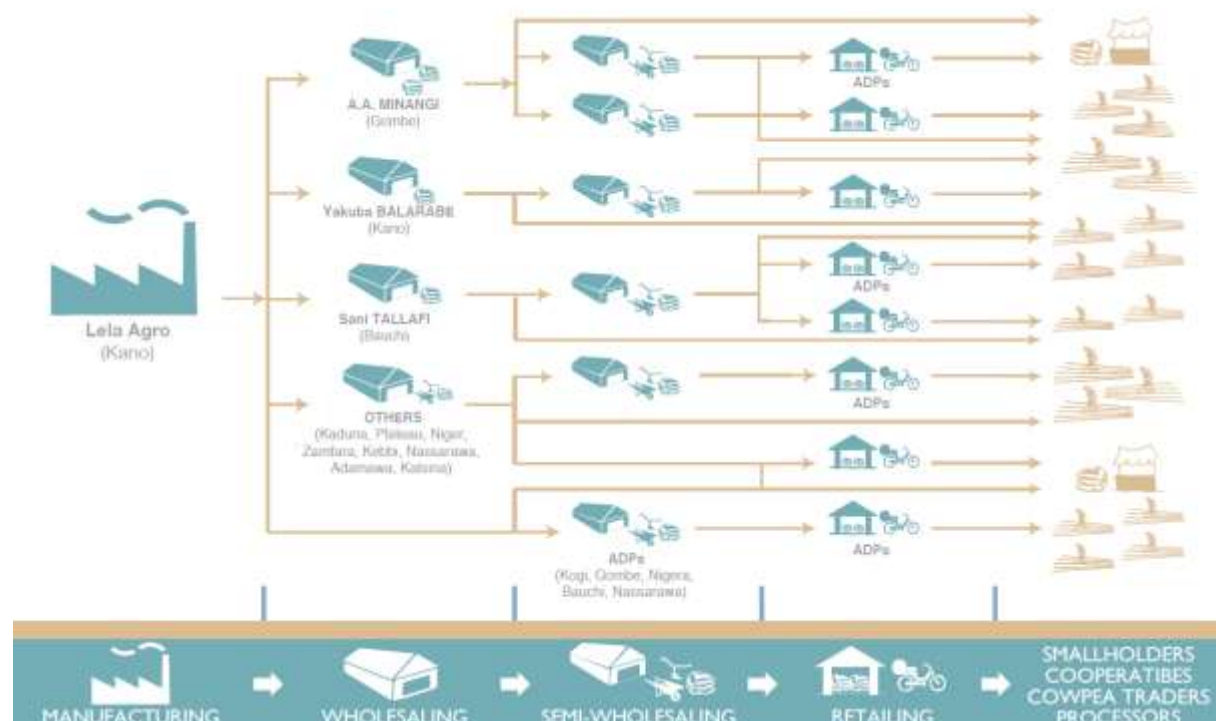 A.A. MINANGI
(Gombe)
ADPs
Yakuba BALARABE
(Kano)
Lela Agro
(Kano)
Sani TALLAFI
(Bauchi)
ADPs
ADPs
OTHERS
(Kaduna, Plateau, Niger,
Zamfara, Kebbi, Nassarawa,
Adamawa, Katsina)
ADPs
(Kogi, Gombe, Nigera,
Bauchi, Nassarawa)
ADPs
MANUFACTURING
WHOLESALING
SEMI-WHOLESALING
RETAILING
SMALLHOLDERS
COOPERATIBES
COWPEA TRADERS
PROCESSORS